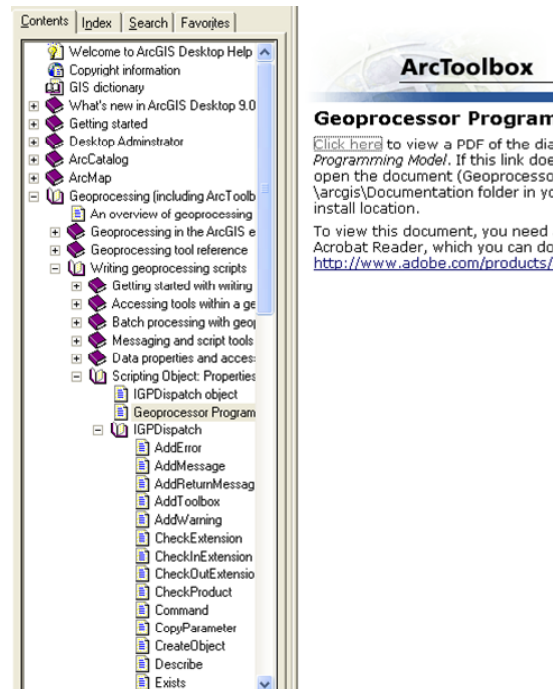 Contents Index Search Favorites
Welcome to ArcGIS Desktop Help
Copyright information
GIS dictionary
What's new in ArcGIS Desktop 9.0
Getting started
Desktop Adminstrator
ArcCatalog
ArcMap
Geoprocessing (including ArcToolb
An overview of geoprocessing
Geoprocessing in the ArcGIS e
Geoprocessing tool reference
Writing geoprocessing scripts
Getting started with writing
Accessing tools within a ge
Batch processing with geop
Messaging and script tools
Data properties and acces
Scripting Object: Properties
IGPDispatch object
Geoprocessor Program
IGPDispatch
AddError
AddMessage
AddReturnMessag
AddToolbox
AddWarning
CheckExtension
CheckInExtension
CheckOutExtensio
CheckProduct
Command
CopyParameter
CreateObject
Describe
Exists
ArcToolbox
Geoprocessor Program
Click here to view a PDF of the dia
Programming Model. If this link doe
open the document (Geoprocesso
\arcgis\Documentation folder in yo
install location.
To view this document, you need
Acrobat Reader, which you can do
http://www.adobe.com/products/